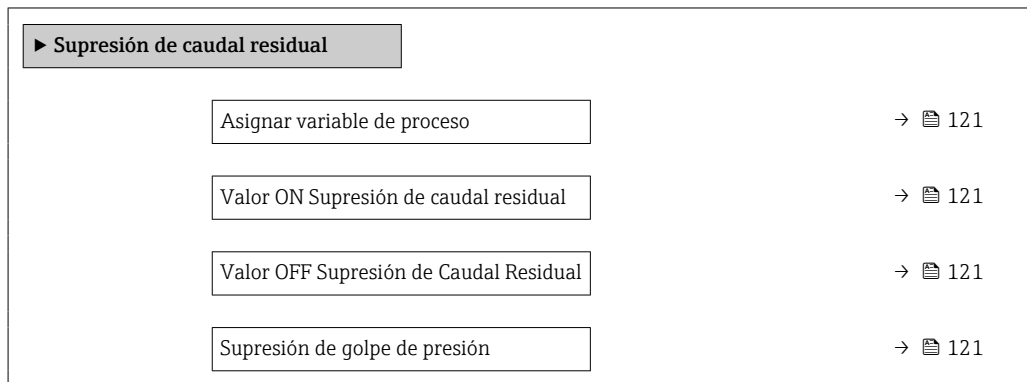 ▶ Supresión de caudal residual
Asignar variable de proceso → 🖺 121
Valor ON Supresión de caudal residual → 🖺 121
Valor OFF Supresión de Caudal Residual → 🖺 121
Supresión de golpe de presión → 🖺 121